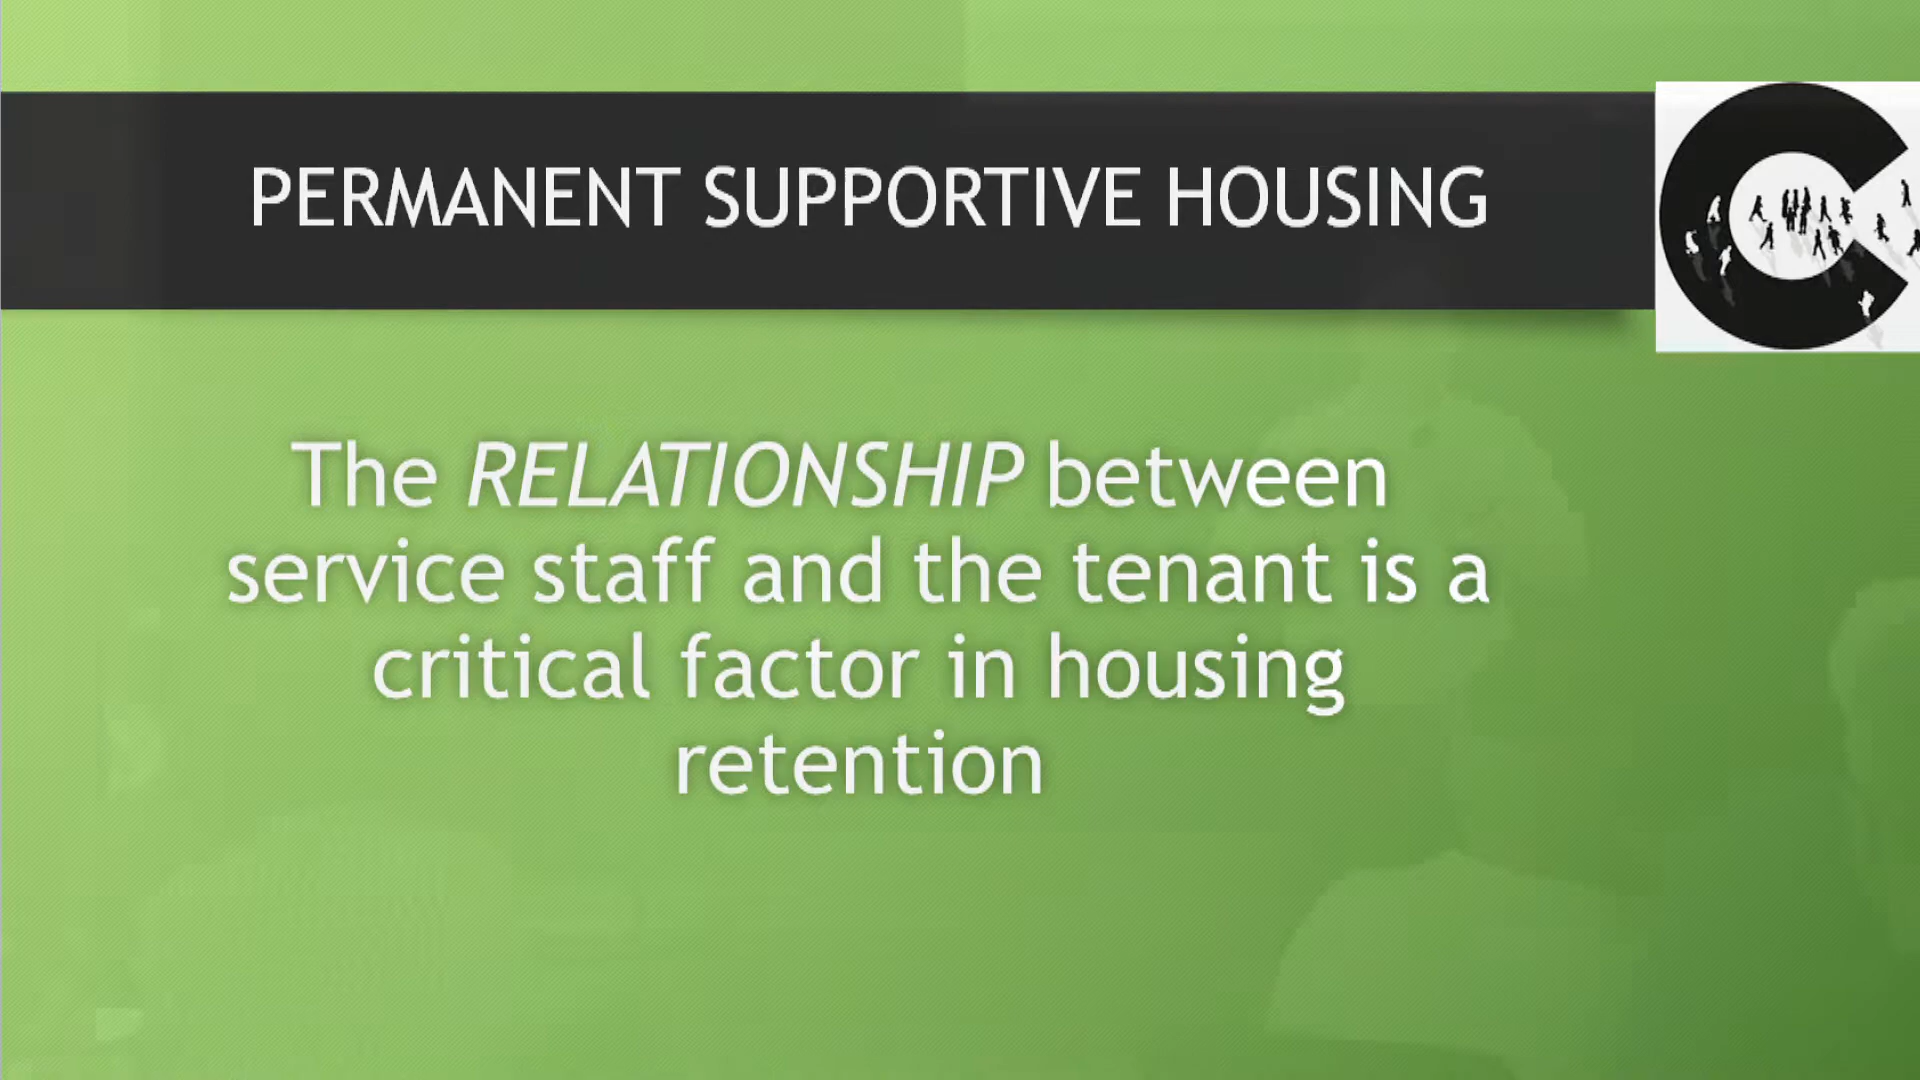 PERMANENT SUPPORTIVE HOUSING
The RELATIONSHIP between
service staff and the tenant is a
critical factor in housing
retention